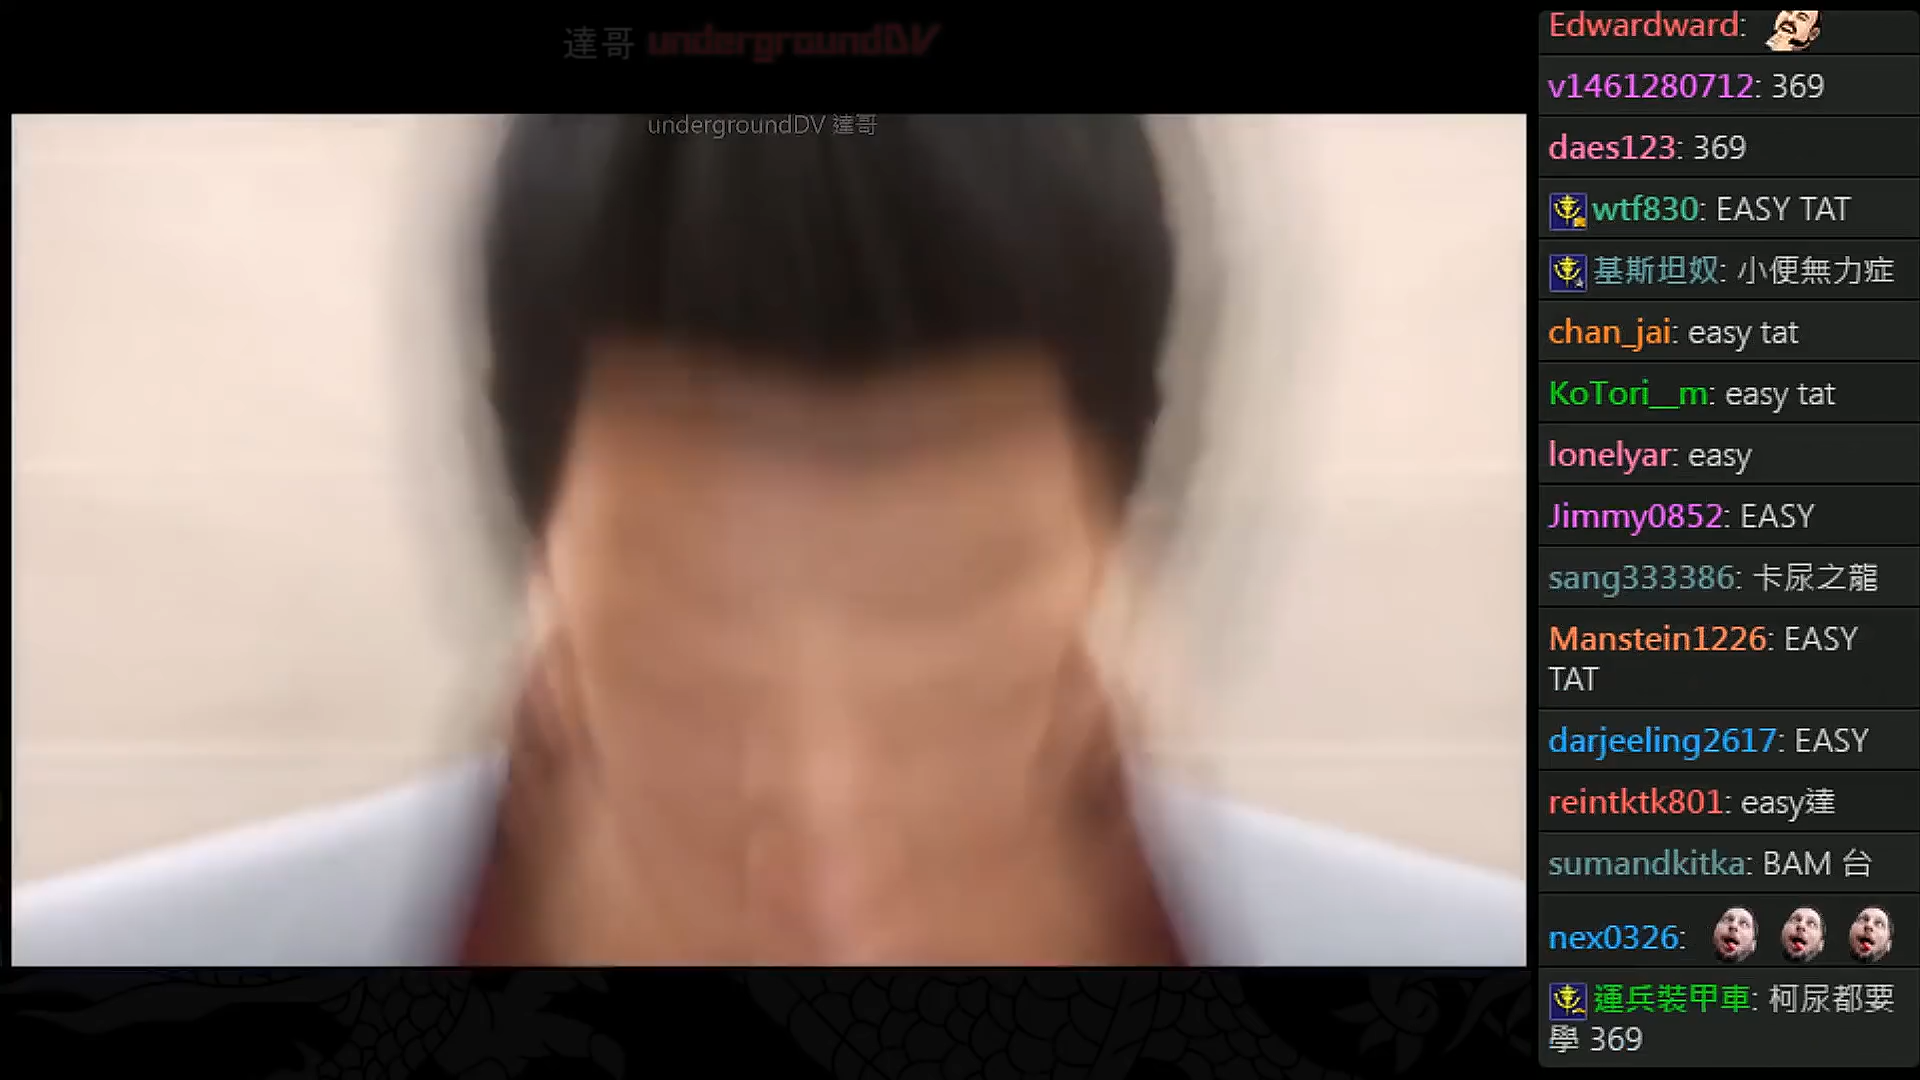 達哥 undergroundDV
undergroundDV 達哥
Edwardward:
v1461280712: 369
daes123: 369
wtf830: EASY TAT
基斯坦奴: 小便無力症
chan_jai: easy tat
KoTori__m: easy tat
lonelyar: easy
Jimmy0852: EASY
sang333386: 卡尿之龍
Manstein1226: EASY
TAT
darjeeling2617: EASY
reintktk801: easy達
sumandkitka: BAM 台
nex0326:
運兵裝甲車: 柯尿都要
學 369